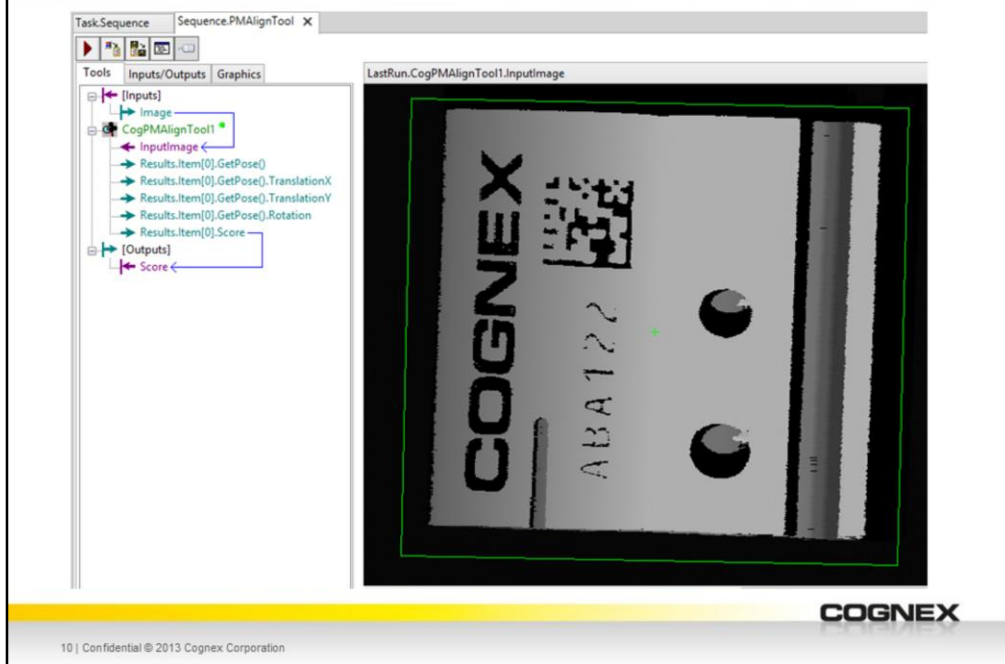 Task.Sequence Sequence.PMAlignTool X
Tools Inputs/Outputs Graphics
LastRun.CogPMAlignTool1.InputImage
[Inputs]
Image
CogPMAlignTool1
InputImage
Results.Item[0].GetPose()
Results.Item[0].GetPose().TranslationX
Results.Item[0].GetPose().TranslationY
Results.Item[0].GetPose().Rotation
Results.Item[0].Score
[Outputs]
Score
COGNEX
ABA122
COGNEX
10 | Confidential © 2013 Cognex Corporation